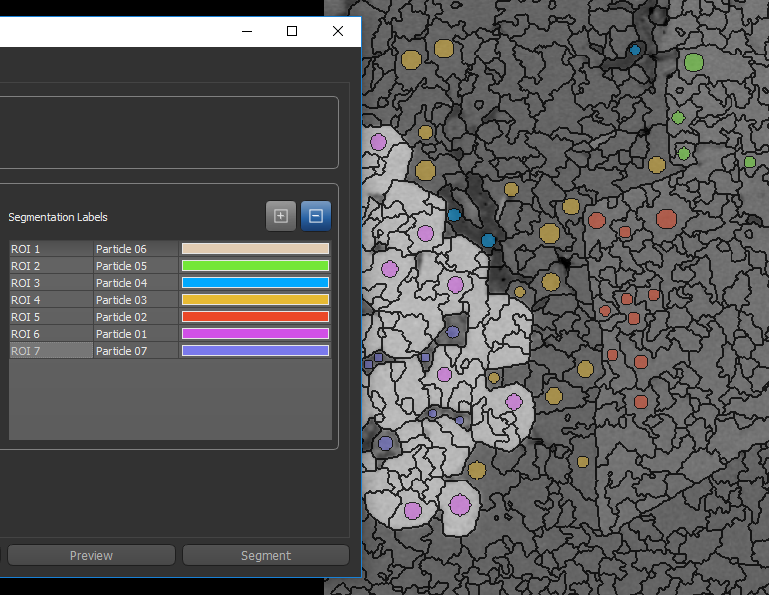 Segmentation Labels
ROI 1 Particle 06
ROI 2 Particle 05
ROI 3 Particle 04
ROI 4 Particle 03
ROI 5 Particle 02
ROI 6 Particle 01
ROI 7 Particle 07
Preview Segment